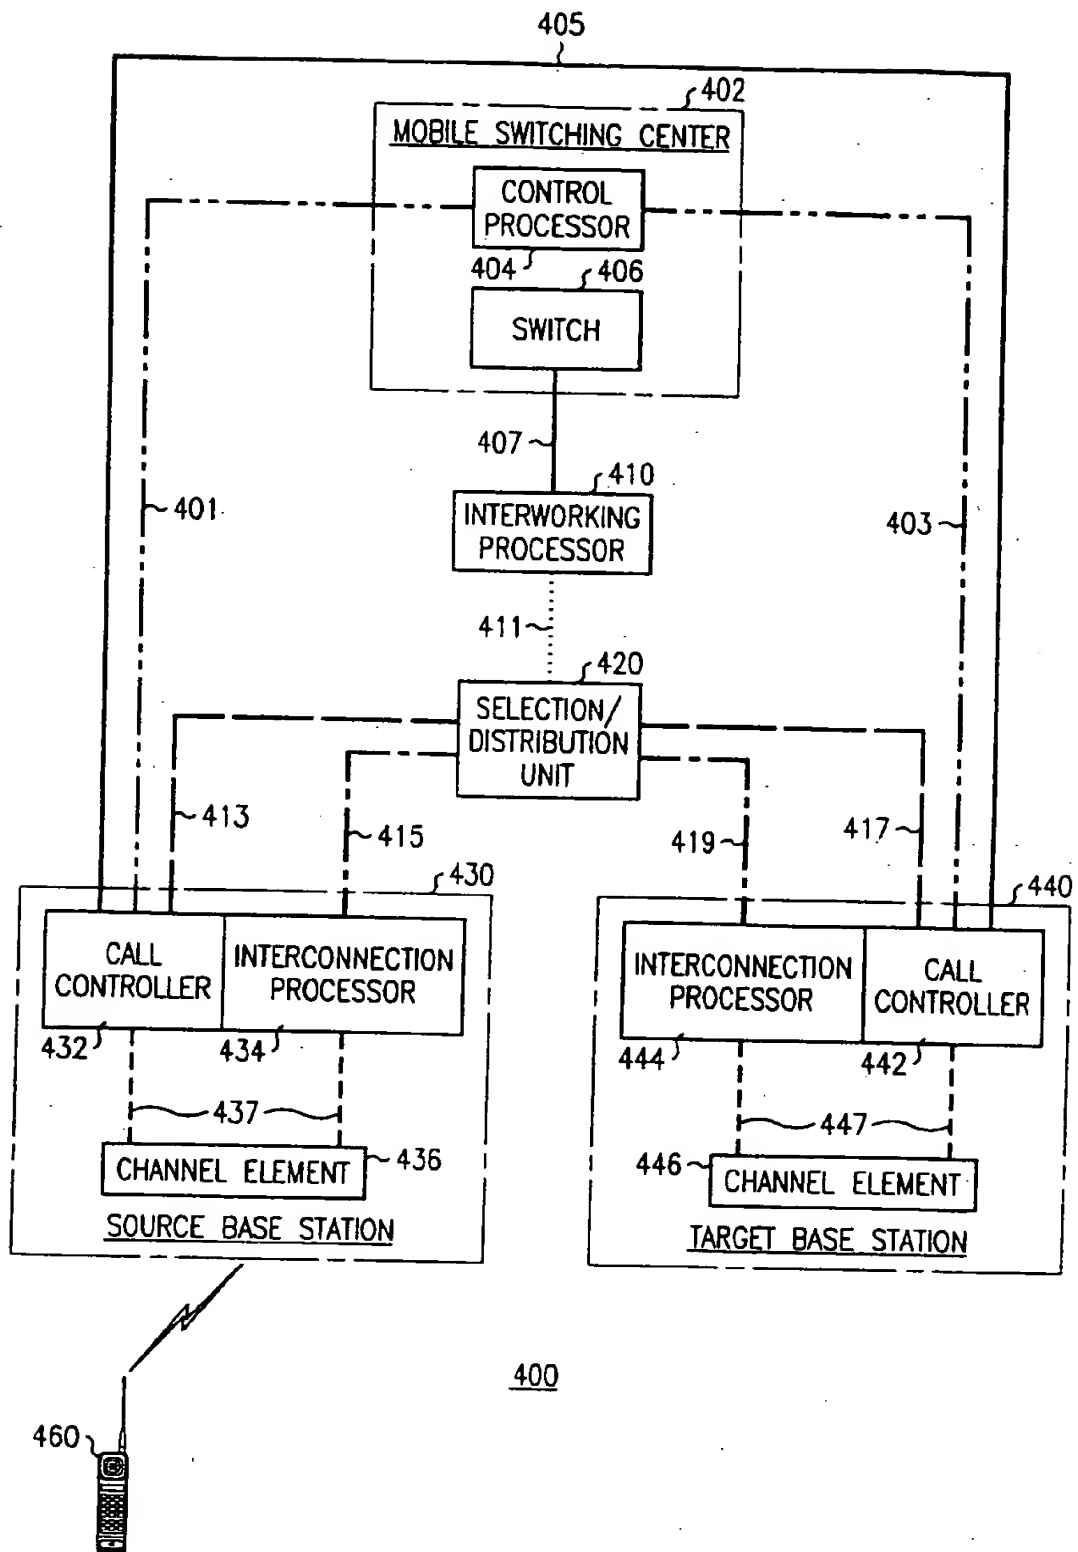 405
402
MOBILE SWITCHING CENTER
CONTROL
PROCESSOR
404
406
SWITCH
407
410
INTERWORKING
PROCESSOR
401
403
411
420
SELECTION/
DISTRIBUTION
UNIT
413
415
419
417
430
440
CALL
CONTROLLER
INTERCONNECTION
PROCESSOR
INTERCONNECTION
PROCESSOR
CALL
CONTROLLER
432
434
444
442
437
447
CHANNEL ELEMENT
436
446
CHANNEL ELEMENT
SOURCE BASE STATION
TARGET BASE STATION
400
460